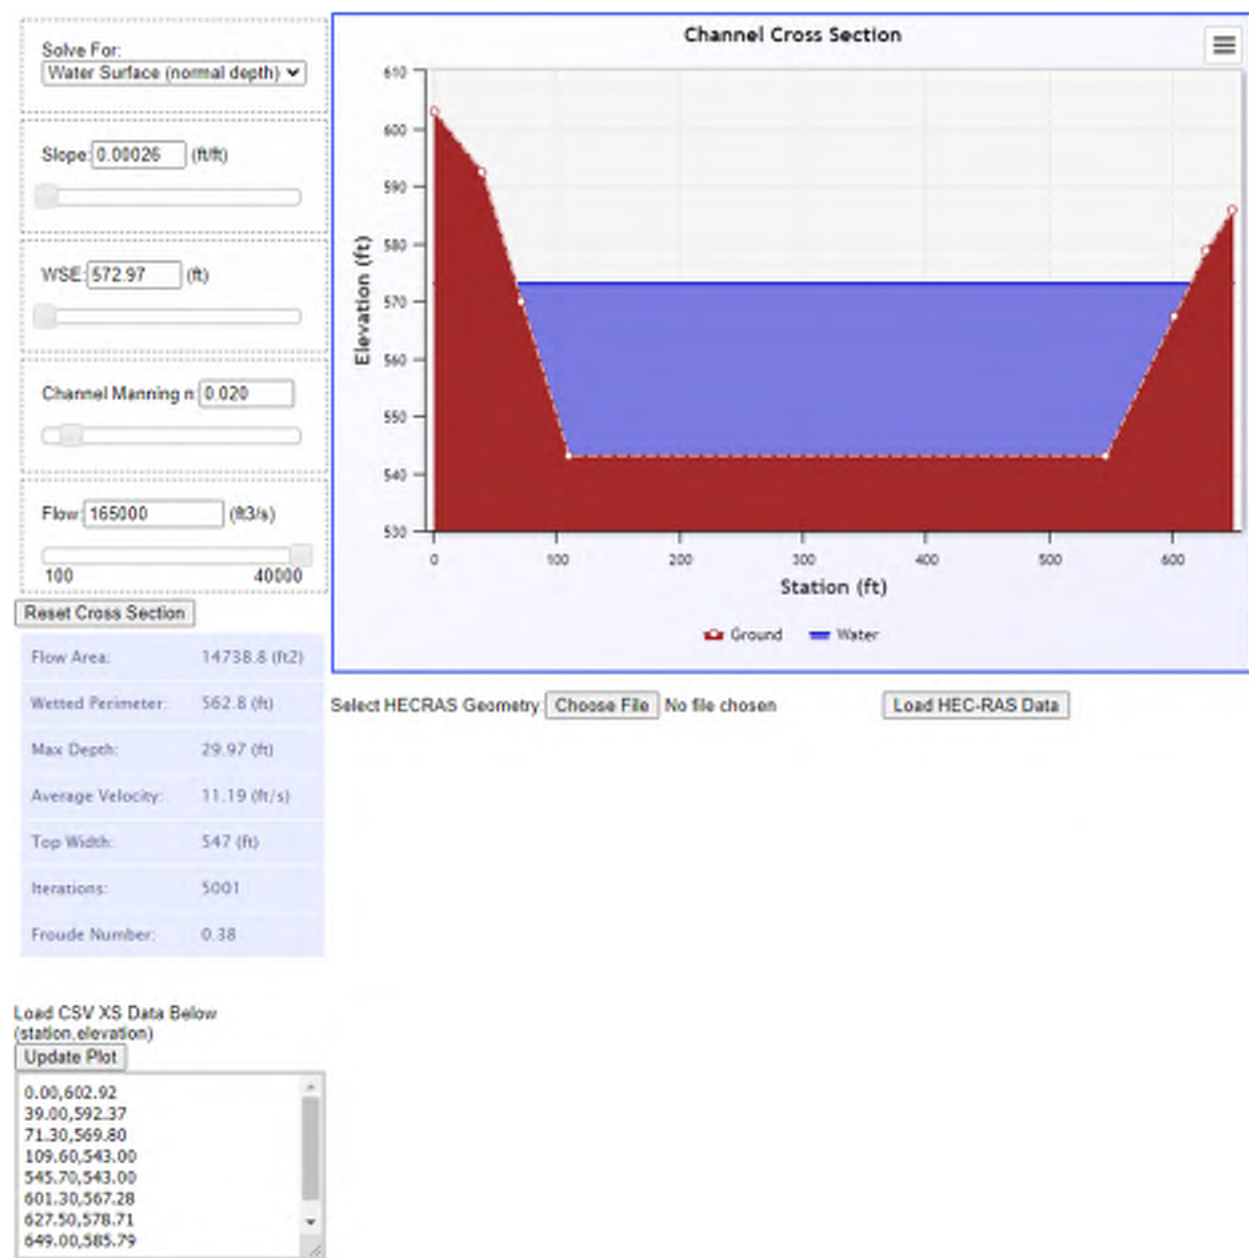 Solve For:
Water Surface (normal depth)
Slope: 0.00026 (ft/ft)
WSE: 572.97 (ft)
Channel Manning n: 0.020
Flow: 165000 (ft3/s)
100 40000
Reset Cross Section
Flow Area: 14738.8 (ft2)
Wetted Perimeter: 562.8 (ft)
Max Depth: 29.97 (ft)
Average Velocity: 11.19 (ft/s)
Top Width: 547 (ft)
Iterations: 5001
Froude Number: 0.38
Load CSV XS Data Below
(station,elevation)
Update Plot
0.00,602.92
39.00,592.37
71.30,569.80
109.60,543.00
545.70,543.00
601.30,567.28
627.50,578.71
649.00,585.79
Channel Cross Section
Elevation (ft)
610
600
590
580
570
560
550
540
530
0 100 200 300 400 500 600
Station (ft)
Ground Water
Select HECRAS Geometry: Choose File No file chosen Load HEC-RAS Data